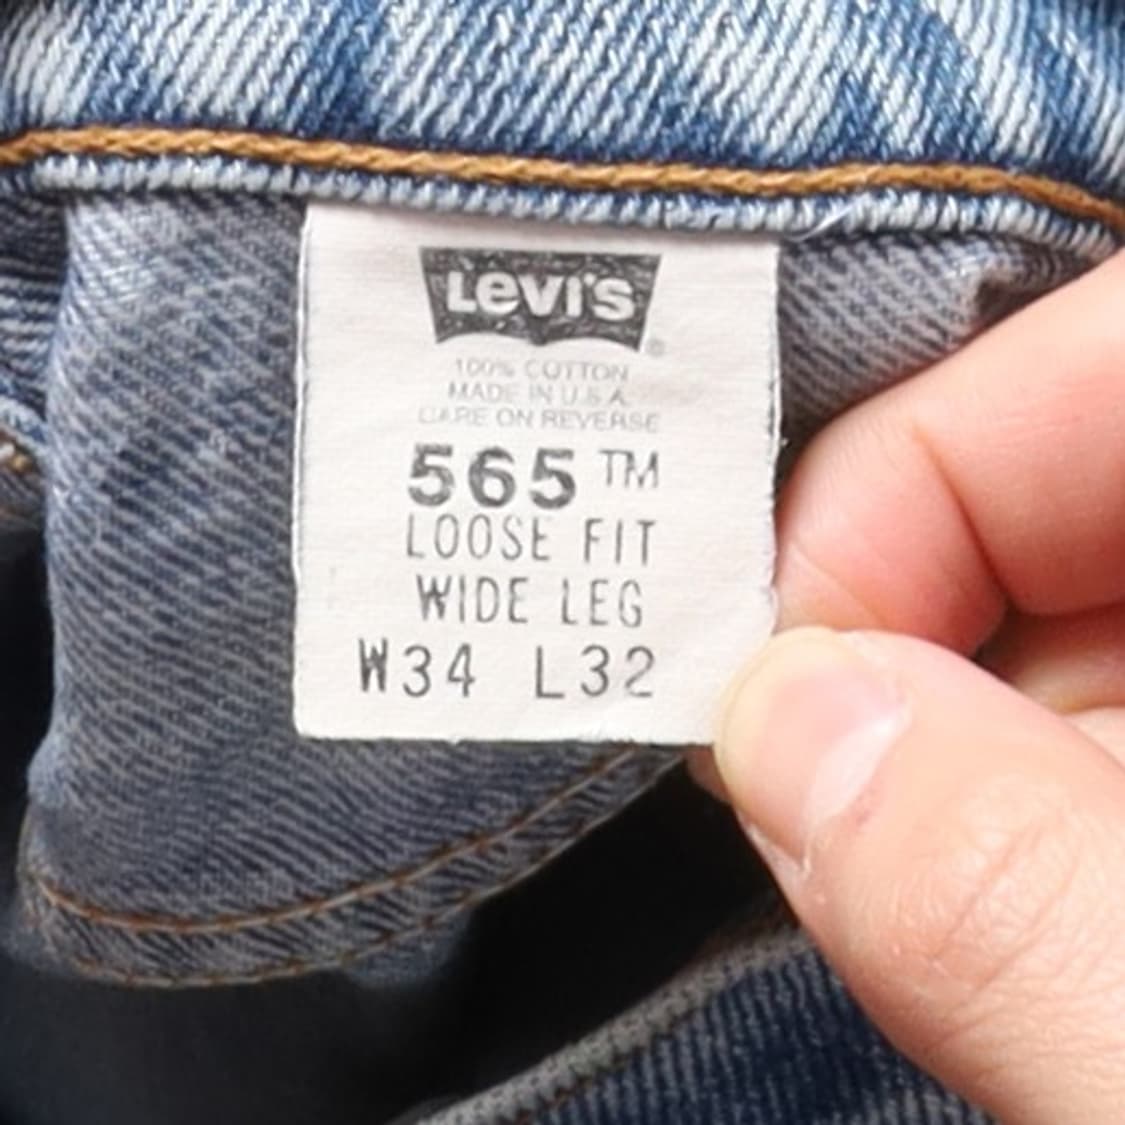 Levi's
®
100% COTTON
MADE IN U.S.A.
CARE ON REVERSE
565 ™
LOOSE FIT
WIDE LEG
W34 L32